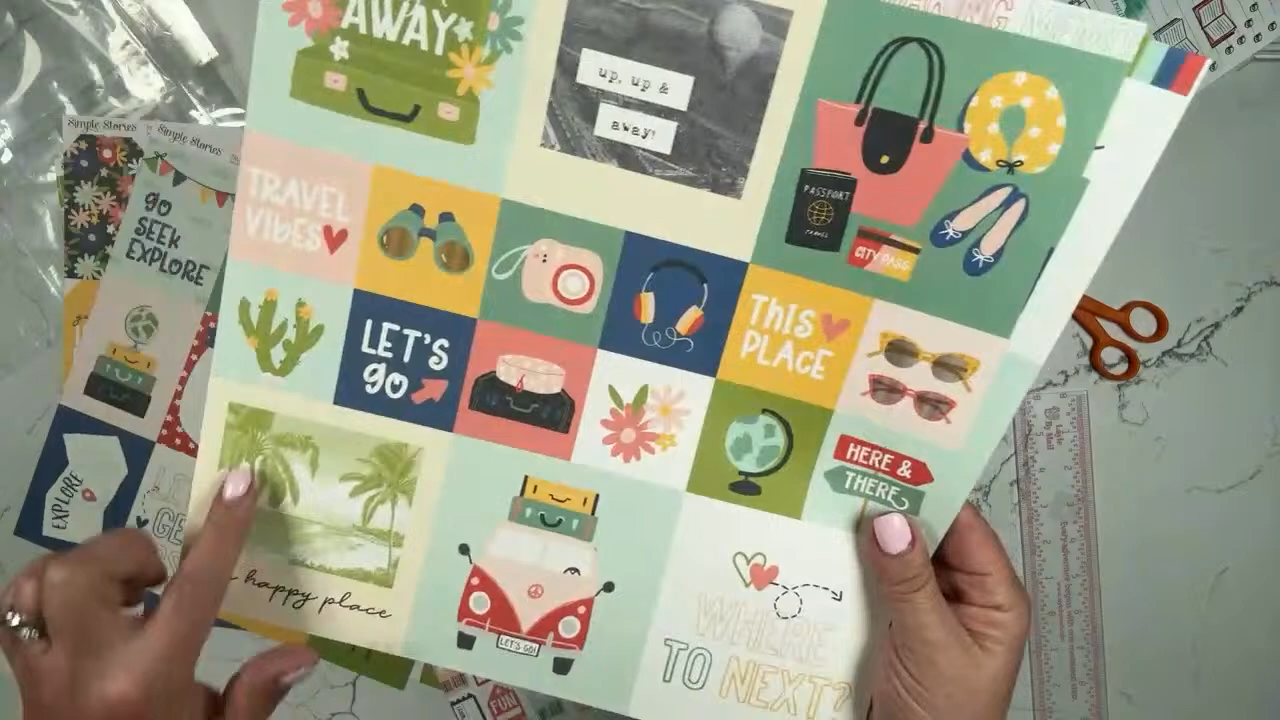 AWAY
up, up &
away!
PASSPORT
TRAVEL
CITY PASS
Simple Stories
Simple Stories
go
SEEK
EXPLORE
TRAVEL
VIBES
THIS
PLACE
LET'S
go
HERE &
THERE
EXPLORE
happy place
LET'S GO!
WHERE
TO NEXT?
FUN